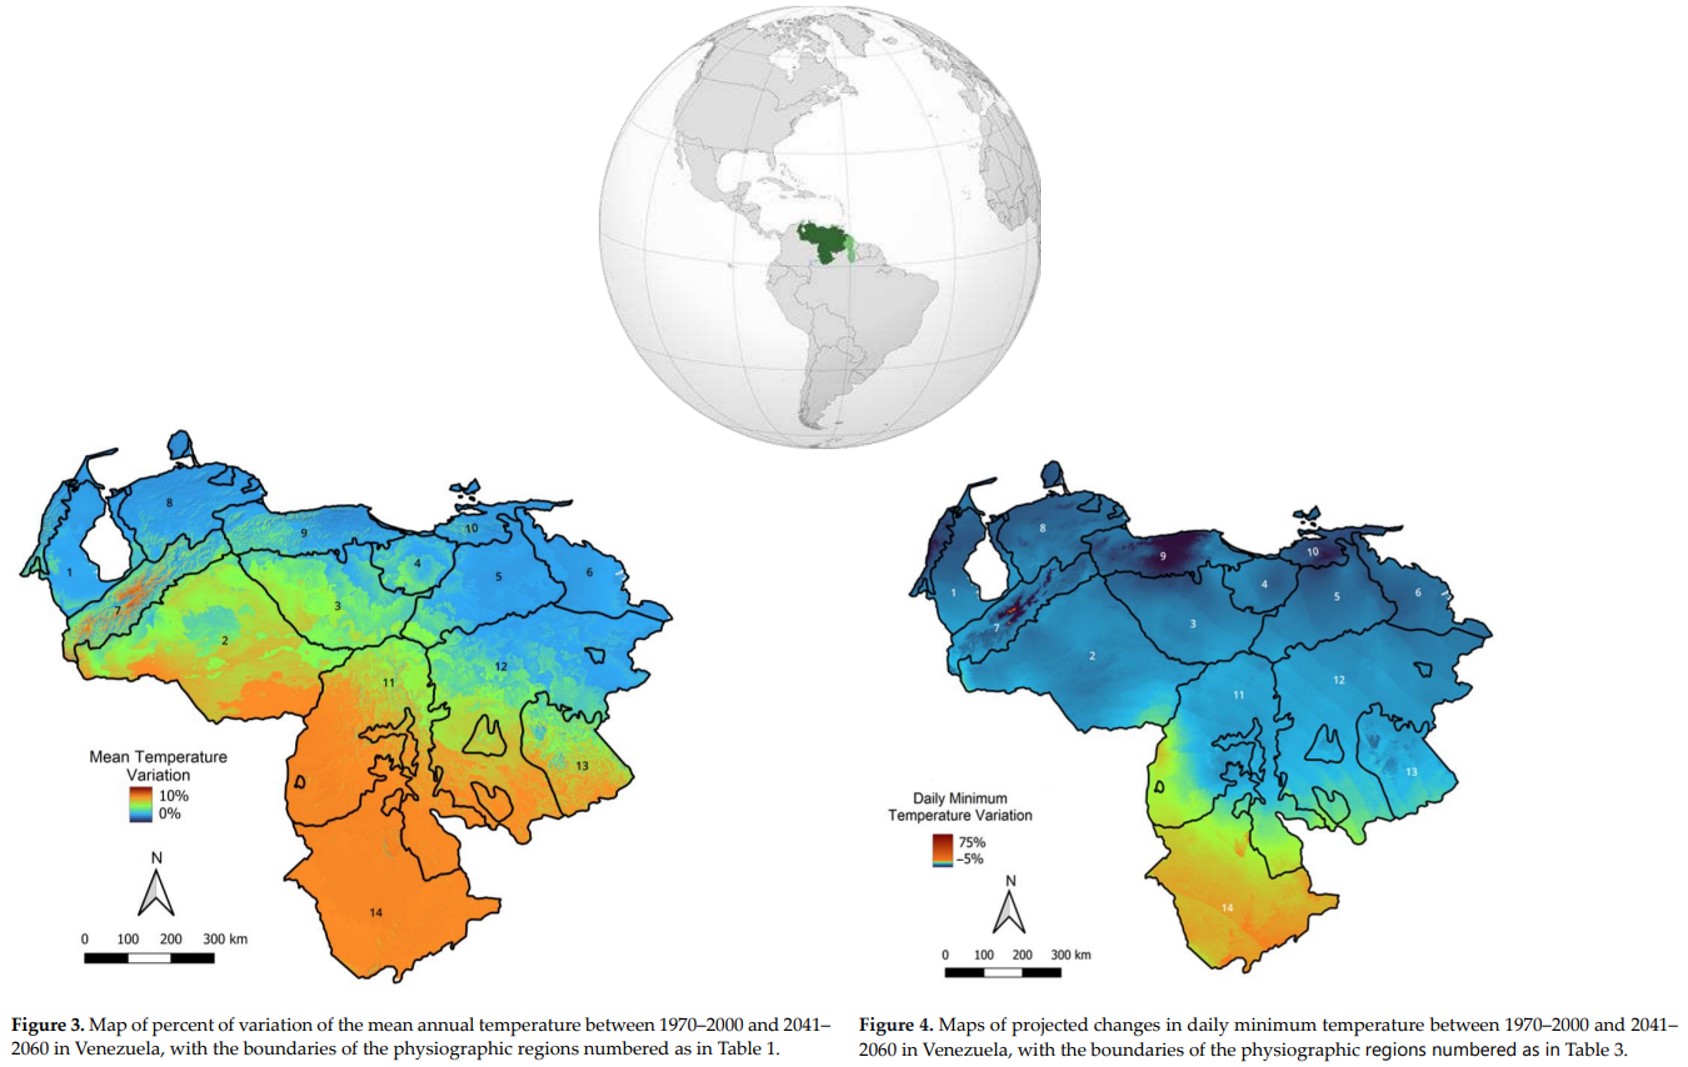 8
9
10
1
4
5
6
7
3
2
12
11
13
14
Mean Temperature
Variation
10%
0%
N
0 100 200 300 km
8
9
10
1
4
5
6
7
3
2
12
11
13
14
Daily Minimum
Temperature Variation
75%
–5%
N
0 100 200 300 km
Figure 3. Map of percent of variation of the mean annual temperature between 1970–2000 and 2041–
2060 in Venezuela, with the boundaries of the physiographic regions numbered as in Table 1.
Figure 4. Maps of projected changes in daily minimum temperature between 1970–2000 and 2041–
2060 in Venezuela, with the boundaries of the physiographic regions numbered as in Table 3.